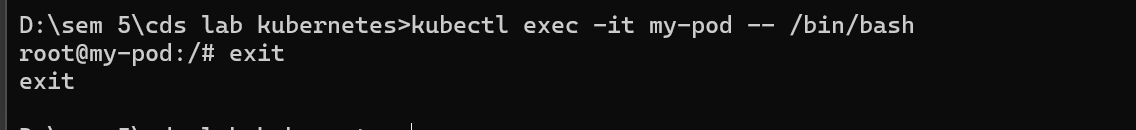 D:\sem 5\cds lab kubernetes>kubectl exec -it my-pod -- /bin/bash
root@my-pod:/# exit
exit